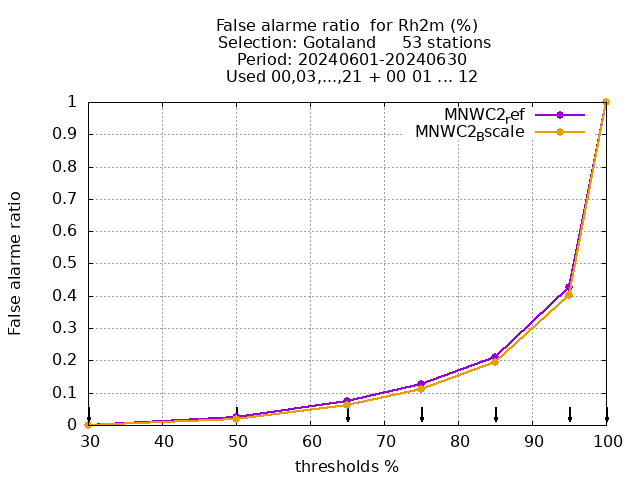 False alarme ratio  for Rh2m (%)
Selection: Gotaland     53 stations
Period: 20240601-20240630
Used 00,03,...,21 + 00 01 ... 12
MNWC2ref
MNWC2Bscale
1
0.9
0.8
0.7
0.6
0.5
0.4
0.3
0.2
0.1
0
False alarme ratio
30 40 50 60 70 80 90 100
thresholds %